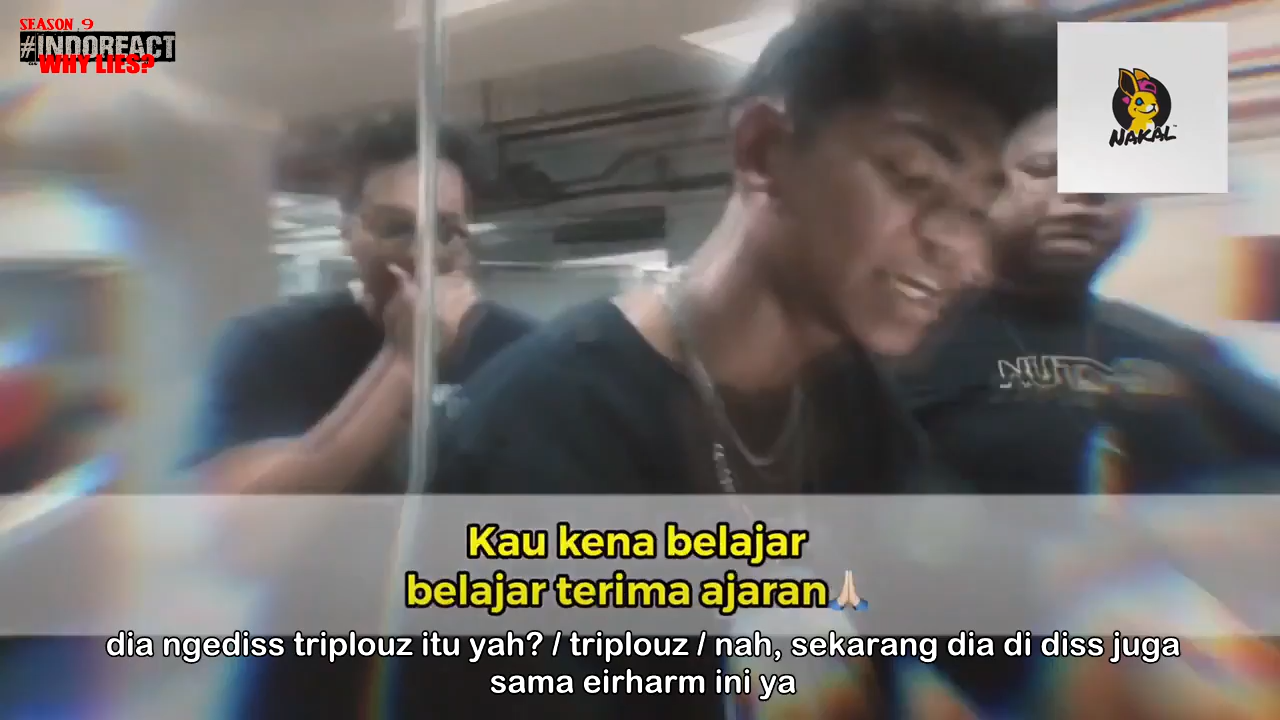 SEASON 9
#INDOREACT
WHY LIES?
NAKAL
Kau kena belajar
belajar terima ajaran🙏🏻
dia ngediss triplouz itu yah? / triplouz / nah, sekarang dia di diss juga
sama eirharm ini ya